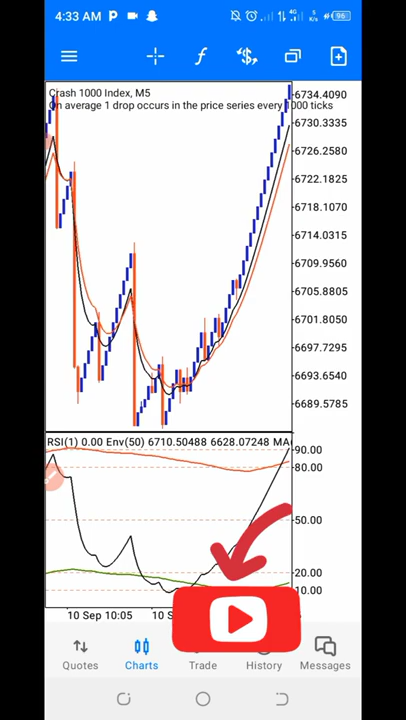 4:33 AM
4G
S/
K/s
96
Crash 1000 Index, M5
On average 1 drop occurs in the price series every 1000 ticks
6734.4090
6730.3335
6726.2580
6722.1825
6718.1070
6714.0315
6709.9560
6705.8805
6701.8050
6697.7295
6693.6540
6689.5785
RSI(1) 0.00 Env(50) 6710.50488 6628.07248 MA(
90.00
80.00
50.00
20.00
10.00
10 Sep 10:05
10 S
Quotes
Charts
Trade
History
Messages